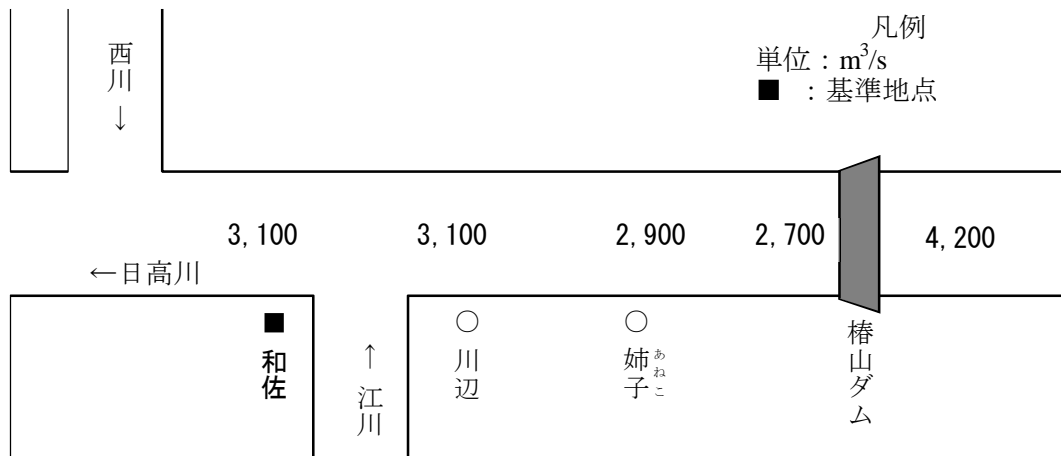 凡例
単位：m³/s
■ ：基準地点
西川
↓
3,100
3,100
2,900
2,700
4,200
←日高川
■
和佐
↑
江川
○
川辺
○
姉子
あねこ
椿山ダム